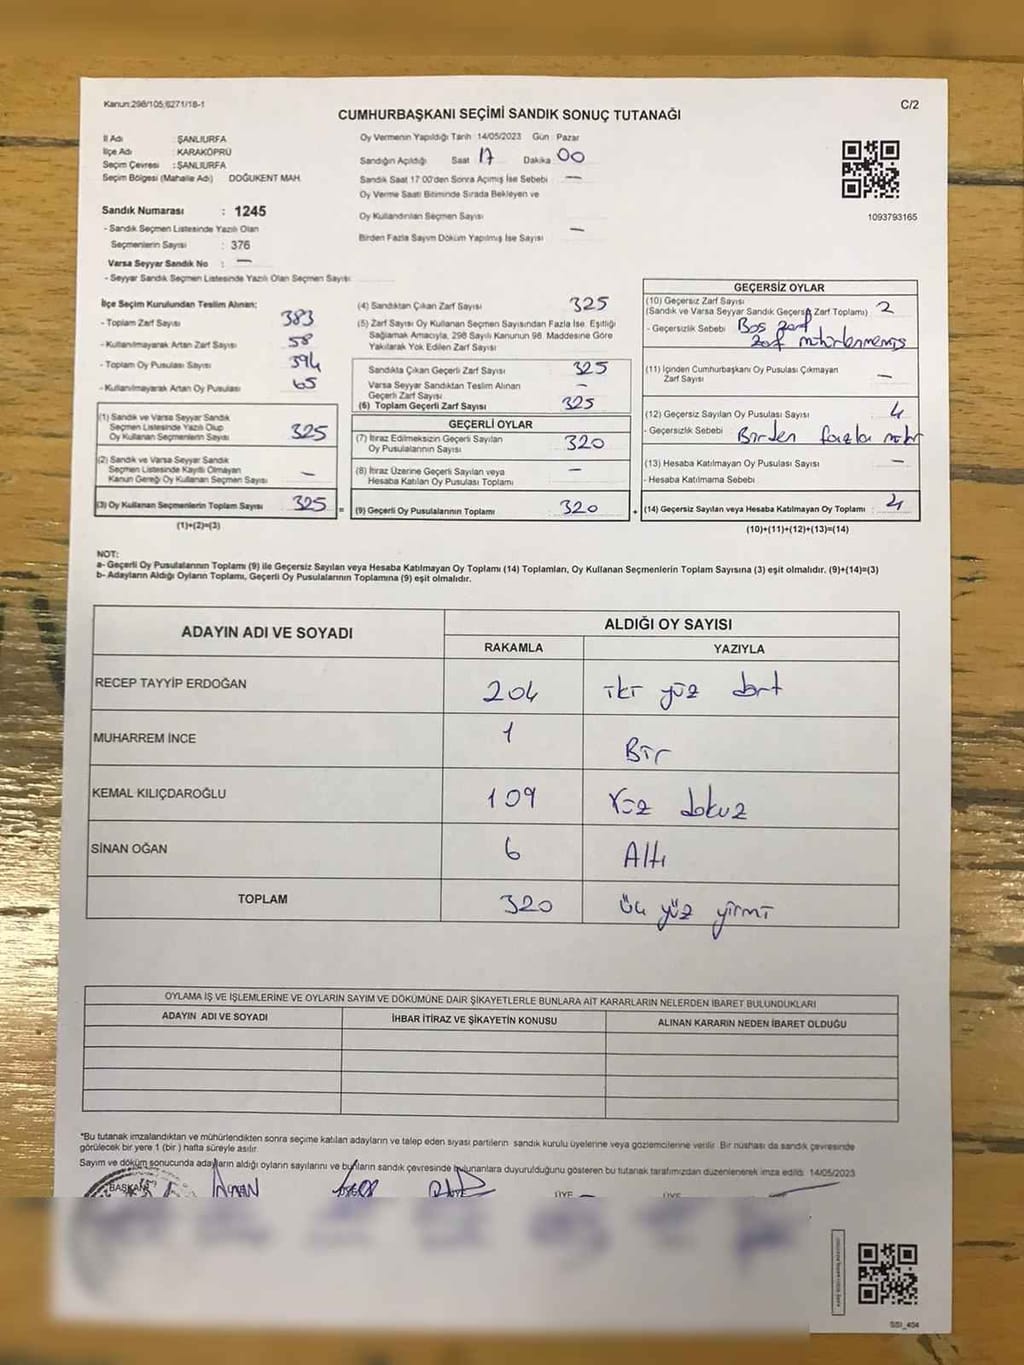 Kanun:298/105;6271/18-1
C/2
CUMHURBAŞKANI SEÇİMİ SANDIK SONUÇ TUTANAĞI
İl Adı : ŞANLIURFA
İlçe Adı : KARAKÖPRÜ
Seçim Çevresi : ŞANLIURFA
Seçim Bölgesi (Mahalle Adı) DOĞUKENT MAH.
Sandık Numarası : 1245
- Sandık Seçmen Listesinde Yazılı Olan
Seçmenlerin Sayısı : 376
Varsa Seyyar Sandık No : —
- Seyyar Sandık Seçmen Listesinde Yazılı Olan Seçmen Sayısı:
Oy Vermenin Yapıldığı Tarih 14/05/2023 Gün : Pazar
Sandığın Açıldığı Saat 17 Dakika 00
Sandık Saat 17:00'den Sonra Açılmış İse Sebebi —
Oy Verme Saati Bitiminde Sırada Bekleyen ve
Oy Kullandırılan Seçmen Sayısı
Birden Fazla Sayım Döküm Yapılmış İse Sayısı —
1093793165
İlçe Seçim Kurulundan Teslim Alınan:
- Toplam Zarf Sayısı 383
- Kullanılmayarak Artan Zarf Sayısı 58
- Toplam Oy Pusulası Sayısı 394
- Kullanılmayarak Artan Oy Pusulası 65
(1) Sandık ve Varsa Seyyar Sandık
Seçmen Listesinde Yazılı Olup
Oy Kullanan Seçmenlerin Sayısı 325
(2) Sandık ve Varsa Seyyar Sandık
Seçmen Listesinde Kayıtlı Olmayan
Kanun Gereği Oy Kullanan Seçmen Sayısı —
(3) Oy Kullanan Seçmenlerin Toplam Sayısı 325 =
(1)+(2)=(3)
(4) Sandıktan Çıkan Zarf Sayısı 325
(5) Zarf Sayısı Oy Kullanan Seçmen Sayısından Fazla İse, Eşitliği
Sağlamak Amacıyla, 298 Sayılı Kanunun 98. Maddesine Göre
Yakılarak Yok Edilen Zarf Sayısı
Sandıkta Çıkan Geçerli Zarf Sayısı 325
Varsa Seyyar Sandıktan Teslim Alınan
Geçerli Zarf Sayısı —
(6) Toplam Geçerli Zarf Sayısı 325
GEÇERLİ OYLAR
(7) İtiraz Edilmeksizin Geçerli Sayılan
Oy Pusulalarının Sayısı 320
(8) İtiraz Üzerine Geçerli Sayılan veya
Hesaba Katılan Oy Pusulası Toplamı —
(9) Geçerli Oy Pusulalarının Toplamı 320 +
GEÇERSİZ OYLAR
(10) Geçersiz Zarf Sayısı 2
(Sandık ve Varsa Seyyar Sandık Geçersiz Zarf Toplamı)
- Geçersizlik Sebebi Boş zarf
zarf mühürlenmemiş
(11) İçinden Cumhurbaşkanı Oy Pusulası Çıkmayan
Zarf Sayısı —
(12) Geçersiz Sayılan Oy Pusulası Sayısı 4
- Geçersizlik Sebebi Birden fazla
(13) Hesaba Katılmayan Oy Pusulası Sayısı —
- Hesaba Katılmama Sebebi
(14) Geçersiz Sayılan veya Hesaba Katılmayan Oy Toplamı 4
(10)+(11)+(12)+(13)=(14)
NOT:
a- Geçerli Oy Pusulalarının Toplamı (9) ile Geçersiz Sayılan veya Hesaba Katılmayan Oy Toplamı (14) Toplamları, Oy Kullanan Seçmenlerin Toplam Sayısına (3) eşit olmalıdır. (9)+(14)=(3)
b- Adayların Aldığı Oyların Toplamı, Geçerli Oy Pusulalarının Toplamına (9) eşit olmalıdır.
ADAYIN ADI VE SOYADI
ALDIĞI OY SAYISI
RAKAMLA YAZIYLA
RECEP TAYYİP ERDOĞAN 204 iki yüz dört
MUHARREM İNCE 1 Bir
KEMAL KILIÇDAROĞLU 109 Yüz dokuz
SİNAN OĞAN 6 Altı
TOPLAM 320 üç yüz yirmi
OYLAMA İŞ VE İŞLEMLERİNE VE OYLARIN SAYIM VE DÖKÜMÜNE DAİR ŞİKAYETLERLE BUNLARA AİT KARARLARIN NELERDEN İBARET BULUNDUKLARI
ADAYIN ADI VE SOYADI İHBAR İTİRAZ VE ŞİKAYETİN KONUSU ALINAN KARARIN NEDEN İBARET OLDUĞU
*Bu tutanak imzalandıktan ve mühürlendikten sonra seçime katılan adayların ve talep eden siyasi partilerin sandık kurulu üyelerine veya gözlemcilerine verilir. Bir nüshası da sandık çevresinde
görülecek bir yere 1 (bir) hafta süreyle asılır.
Sayım ve döküm sonucunda adayların aldığı oyların sayılarını ve bunların sandık çevresinde bulunanlara duyurulduğunu gösteren bu tutanak tarafımızdan düzenlenerek imza edildi. 14/05/2023
BAŞKAN
ÜYE ÜYE
SSI_404